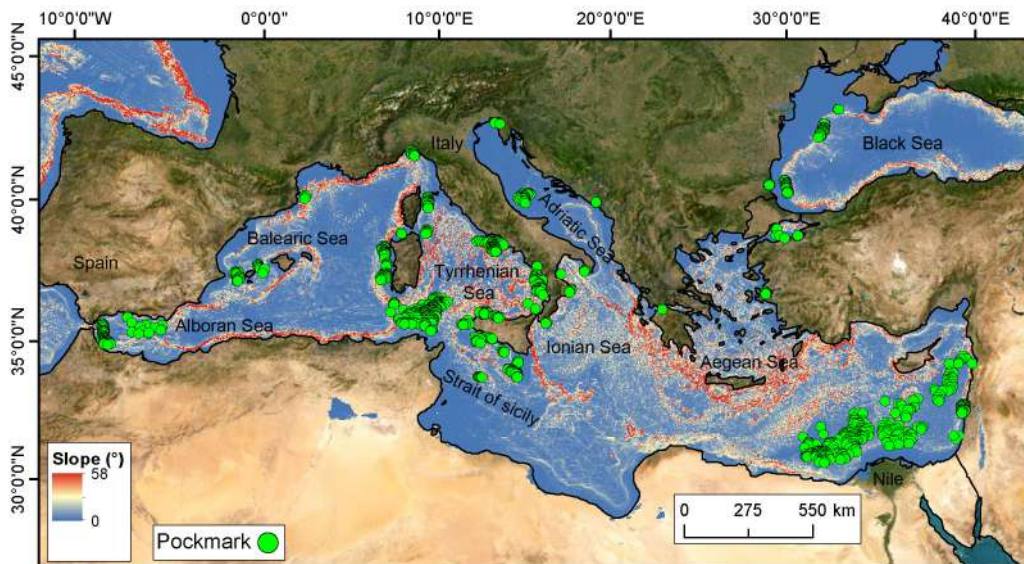 10°0'0"W
0°0'0"
10°0'0"E
20°0'0"E
30°0'0"E
40°0'0"E
45°0'0"N
40°0'0"N
35°0'0"N
30°0'0"N
Italy
Black Sea
Adriatic Sea
Balearic Sea
Spain
Tyrrhenian
Sea
Alboran Sea
Ionian Sea
Aegean Sea
Strait of sicily
Nile
Slope (°)
58
0
Pockmark
0 275 550 km